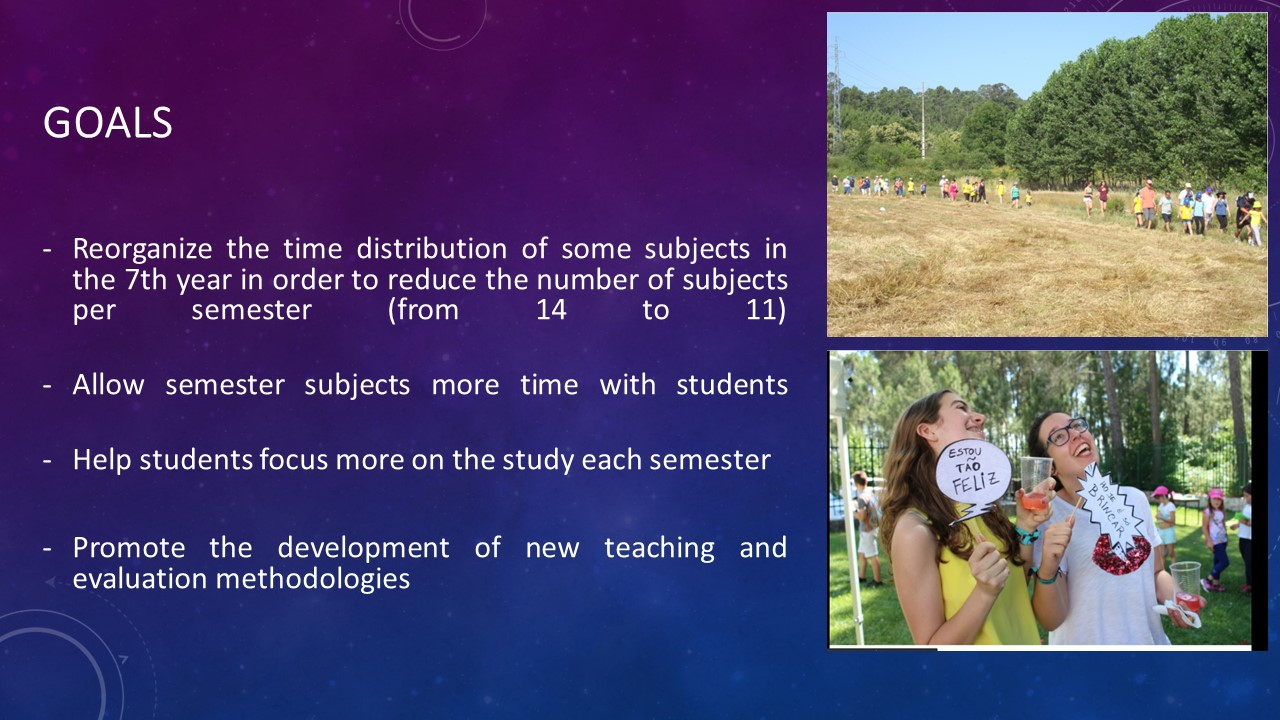 GOALS
- Reorganize the time distribution of some subjects in
the 7th year in order to reduce the number of subjects
per semester (from 14 to 11)
- Allow semester subjects more time with students
- Help students focus more on the study each semester
- Promote the development of new teaching and
evaluation methodologies
ESTOU
TÃO
FELIZ
HOJE É
BRINCAR